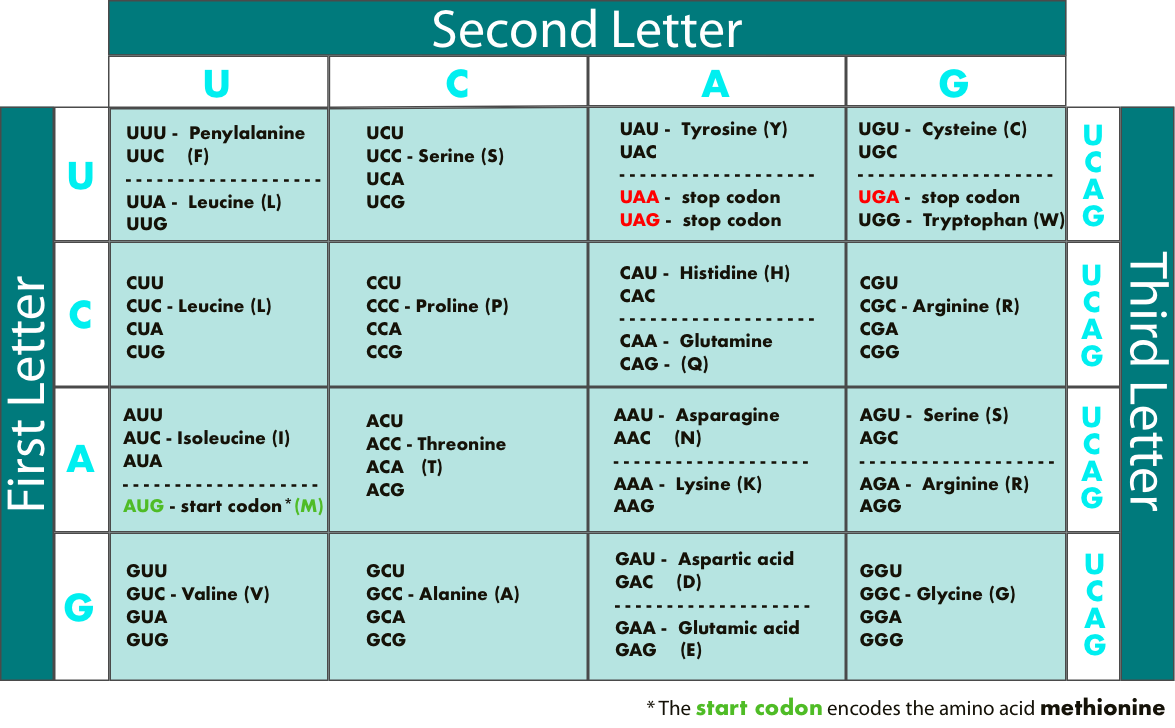 Second Letter
U C A G
First Letter
Third Letter
U
UUU - Penylalanine
UUC (F)
UUA - Leucine (L)
UUG
UCU
UCC - Serine (S)
UCA
UCG
UAU - Tyrosine (Y)
UAC
UAA - stop codon
UAG - stop codon
UGU - Cysteine (C)
UGC
UGA - stop codon
UGG - Tryptophan (W)
U
C
A
G
C
CUU
CUC - Leucine (L)
CUA
CUG
CCU
CCC - Proline (P)
CCA
CCG
CAU - Histidine (H)
CAC
CAA - Glutamine
CAG - (Q)
CGU
CGC - Arginine (R)
CGA
CGG
U
C
A
G
A
AUU
AUC - Isoleucine (I)
AUA
AUG - start codon* (M)
ACU
ACC - Threonine
ACA (T)
ACG
AAU - Asparagine
AAC (N)
AAA - Lysine (K)
AAG
AGU - Serine (S)
AGC
AGA - Arginine (R)
AGG
U
C
A
G
G
GUU
GUC - Valine (V)
GUA
GUG
GCU
GCC - Alanine (A)
GCA
GCG
GAU - Aspartic acid
GAC (D)
GAA - Glutamic acid
GAG (E)
GGU
GGC - Glycine (G)
GGA
GGG
U
C
A
G
* The start codon encodes the amino acid methionine